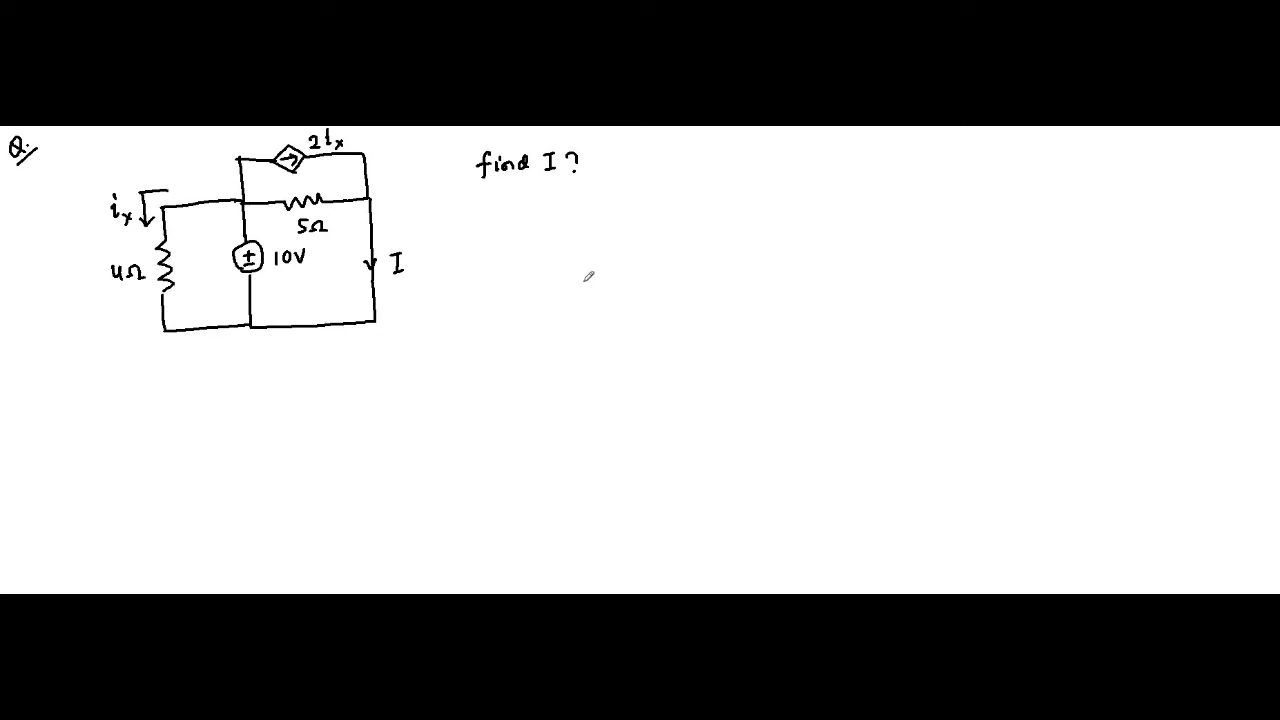 Q.
2ix
find I?
ix
5Ω
4Ω
± 10V
I